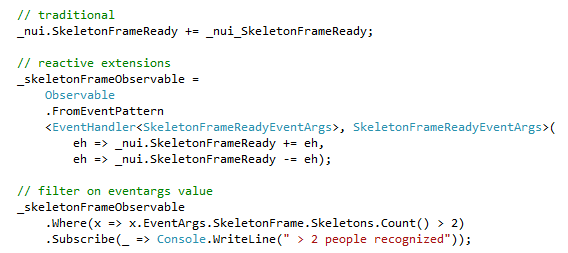 // traditional
_nui.SkeletonFrameReady += _nui_SkeletonFrameReady;
// reactive extensions
_skeletonFrameObservable =
Observable
.FromEventPattern
<EventHandler<SkeletonFrameReadyEventArgs>, SkeletonFrameReadyEventArgs>(
eh => _nui.SkeletonFrameReady += eh,
eh => _nui.SkeletonFrameReady -= eh);
// filter on eventargs value
_skeletonFrameObservable
.Where(x => x.EventArgs.SkeletonFrame.Skeletons.Count() > 2)
.Subscribe(_ => Console.WriteLine(" > 2 people recognized"));